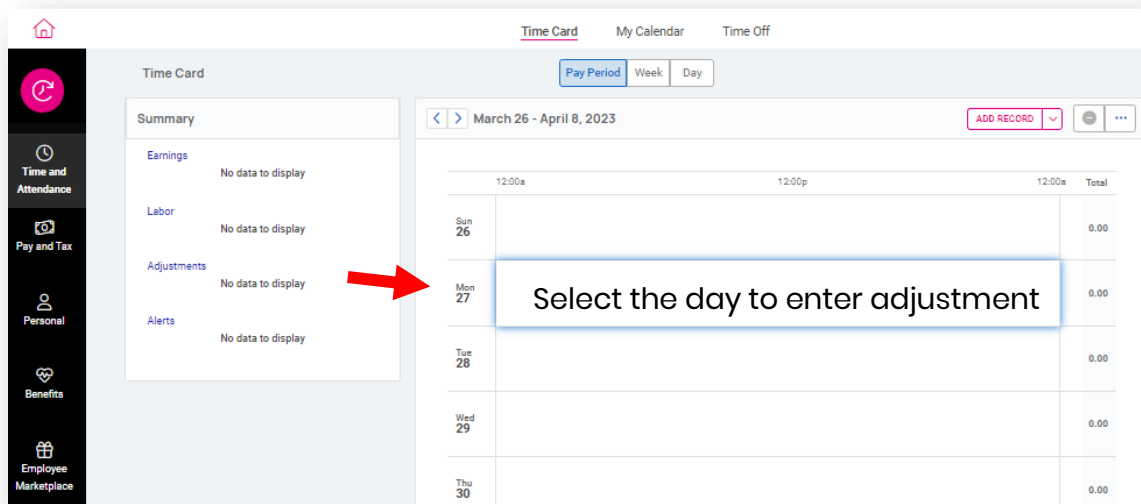 Time Card My Calendar Time Off
Time Card
Pay Period Week Day
Summary
March 26 - April 8, 2023
ADD RECORD
Time and
Attendance
Pay and Tax
Personal
Benefits
Employee
Marketplace
Earnings
No data to display
Labor
No data to display
Adjustments
No data to display
Alerts
No data to display
12:00a 12:00p 12:00a Total
Sun
26 0.00
Mon
27 Select the day to enter adjustment 0.00
Tue
28 0.00
Wed
29 0.00
Thu
30 0.00